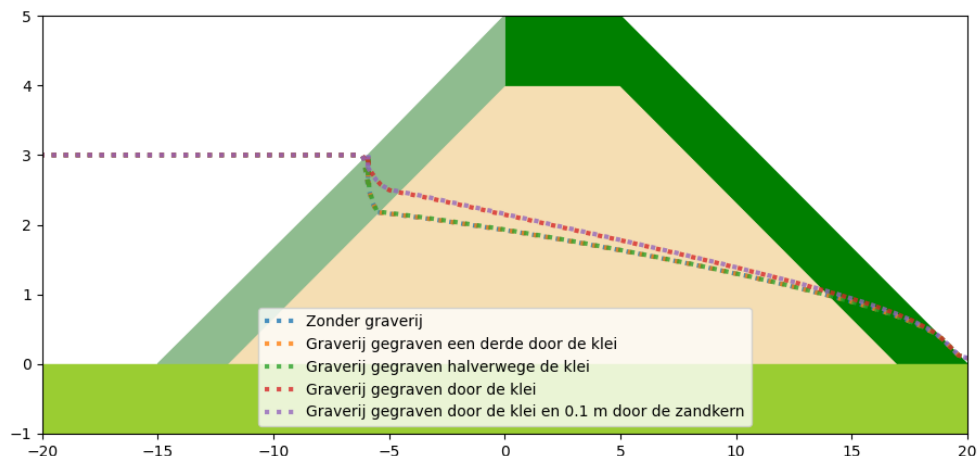 5
4
3
2
1
0
−1
Zonder graverij
Graverij gegraven een derde door de klei
Graverij gegraven halverwege de klei
Graverij gegraven door de klei
Graverij gegraven door de klei en 0.1 m door de zandkern
−20 −15 −10 −5 0 5 10 15 20